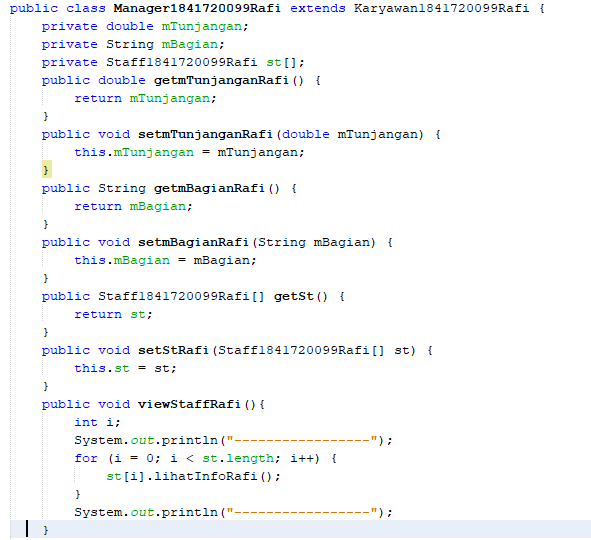 public class Manager1841720099Rafi extends Karyawan1841720099Rafi {
    private double mTunjangan;
    private String mBagian;
    private Staff1841720099Rafi st[];
    public double getmTunjanganRafi() {
        return mTunjangan;
    }
    public void setmTunjanganRafi(double mTunjangan) {
        this.mTunjangan = mTunjangan;
    }
    public String getmBagianRafi() {
        return mBagian;
    }
    public void setmBagianRafi(String mBagian) {
        this.mBagian = mBagian;
    }
    public Staff1841720099Rafi[] getSt() {
        return st;
    }
    public void setStRafi(Staff1841720099Rafi[] st) {
        this.st = st;
    }
    public void viewStaffRafi(){
        int i;
        System.out.println("-----------------");
        for (i = 0; i < st.length; i++) {
            st[i].lihatInfoRafi();
        }
        System.out.println("-----------------");
    }